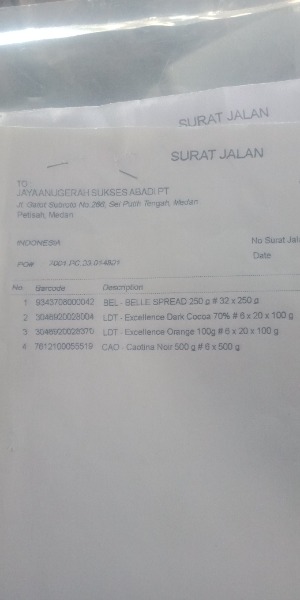 SURAT JALAN
SURAT JALAN
TO
JAYAANUGERAH SUKSES ABADI PT
Jl. Gatot Subroto No.266, Sei Putih Tengah, Medan
Petisah, Medan
INDONESIA
No Surat Jal
Date
PO# 7001.PC.23.014821
No. Barcode Description
1 9343708000042 BEL - BELLE SPREAD 250 g # 32 x 250 g
2 3046920028004 LDT - Excellence Dark Cocoa 70% # 6 x 20 x 100 g
3 3046920028370 LDT - Excellence Orange 100g # 6 x 20 x 100 g
4 7612100055519 CAO - Caotina Noir 500 g # 6 x 500 g